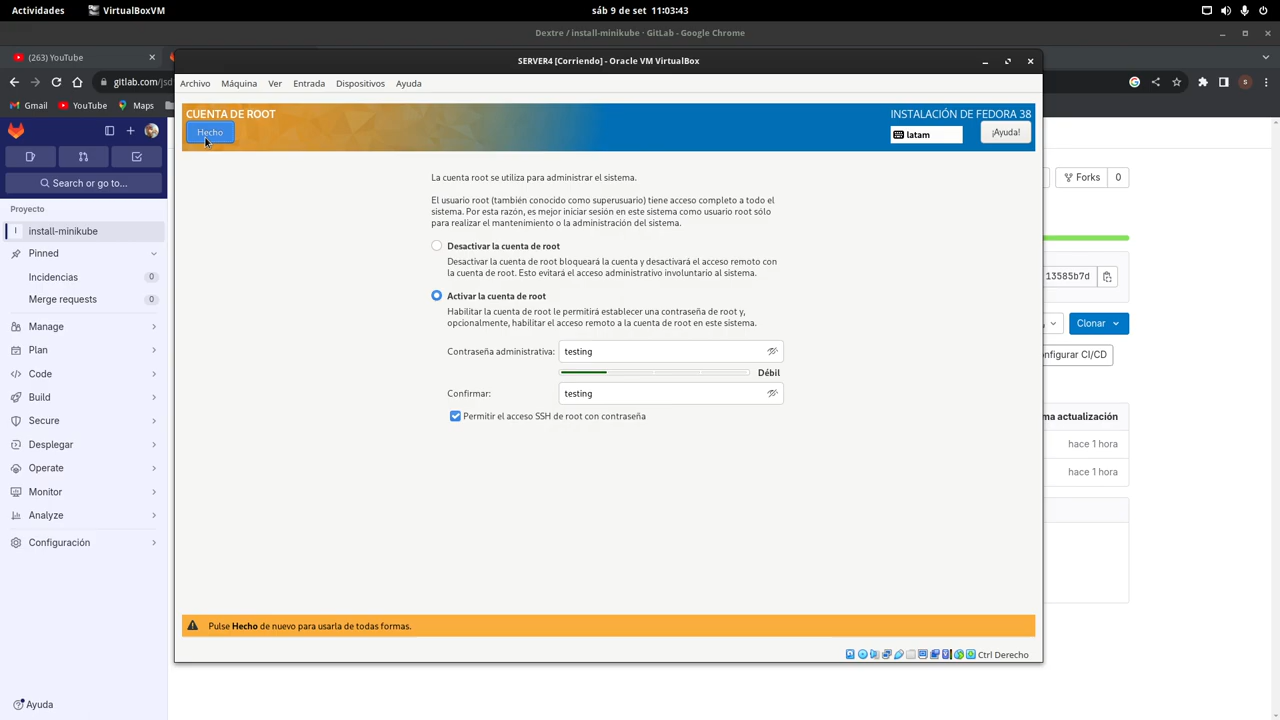 Actividades
VirtualBoxVM
sáb 9 de set 11:03:43
Dextre / install-minikube · GitLab - Google Chrome
(263) YouTube
SERVER4 [Corriendo] - Oracle VM VirtualBox
gitlab.com/jsd
Gmail
YouTube
Maps
Archivo
Máquina
Ver
Entrada
Dispositivos
Ayuda
CUENTA DE ROOT
Hecho
INSTALACIÓN DE FEDORA 38
latam
¡Ayuda!
Search or go to...
Proyecto
install-minikube
Pinned
Incidencias
0
Merge requests
0
Manage
Plan
Code
Build
Secure
Desplegar
Operate
Monitor
Analyze
Configuración
Ayuda
La cuenta root se utiliza para administrar el sistema.
El usuario root (también conocido como superusuario) tiene acceso completo a todo el
sistema. Por esta razón, es mejor iniciar sesión en este sistema como usuario root sólo
para realizar el mantenimiento o la administración del sistema.
Desactivar la cuenta de root
Desactivar la cuenta de root bloqueará la cuenta y desactivará el acceso remoto con
la cuenta de root. Esto evitará el acceso administrativo involuntario al sistema.
Activar la cuenta de root
Habilitar la cuenta de root le permitirá establecer una contraseña de root y,
opcionalmente, habilitar el acceso remoto a la cuenta de root en este sistema.
Contraseña administrativa: testing
Débil
Confirmar: testing
Permitir el acceso SSH de root con contraseña
Pulse Hecho de nuevo para usarla de todas formas.
Ctrl Derecho
S
Forks 0
13585b7d
Clonar
nfigurar CI/CD
ma actualización
hace 1 hora
hace 1 hora